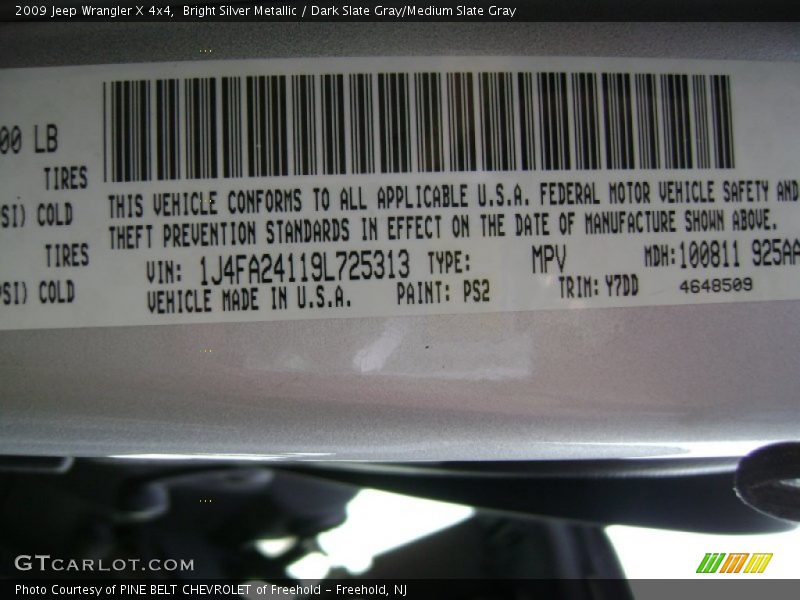 2009 Jeep Wrangler X 4x4,  Bright Silver Metallic / Dark Slate Gray/Medium Slate Gray
00 LB
TIRES
SI) COLD
TIRES
SI) COLD
THIS VEHICLE CONFORMS TO ALL APPLICABLE U.S.A. FEDERAL MOTOR VEHICLE SAFETY AND
THEFT PREVENTION STANDARDS IN EFFECT ON THE DATE OF MANUFACTURE SHOWN ABOVE.
VIN: 1J4FA24119L725313 TYPE: MPV MDH:100811 925AA
VEHICLE MADE IN U.S.A. PAINT: PS2 TRIM: Y7DD 4648509
GTCARLOT.COM
Photo Courtesy of PINE BELT CHEVROLET of Freehold - Freehold, NJ